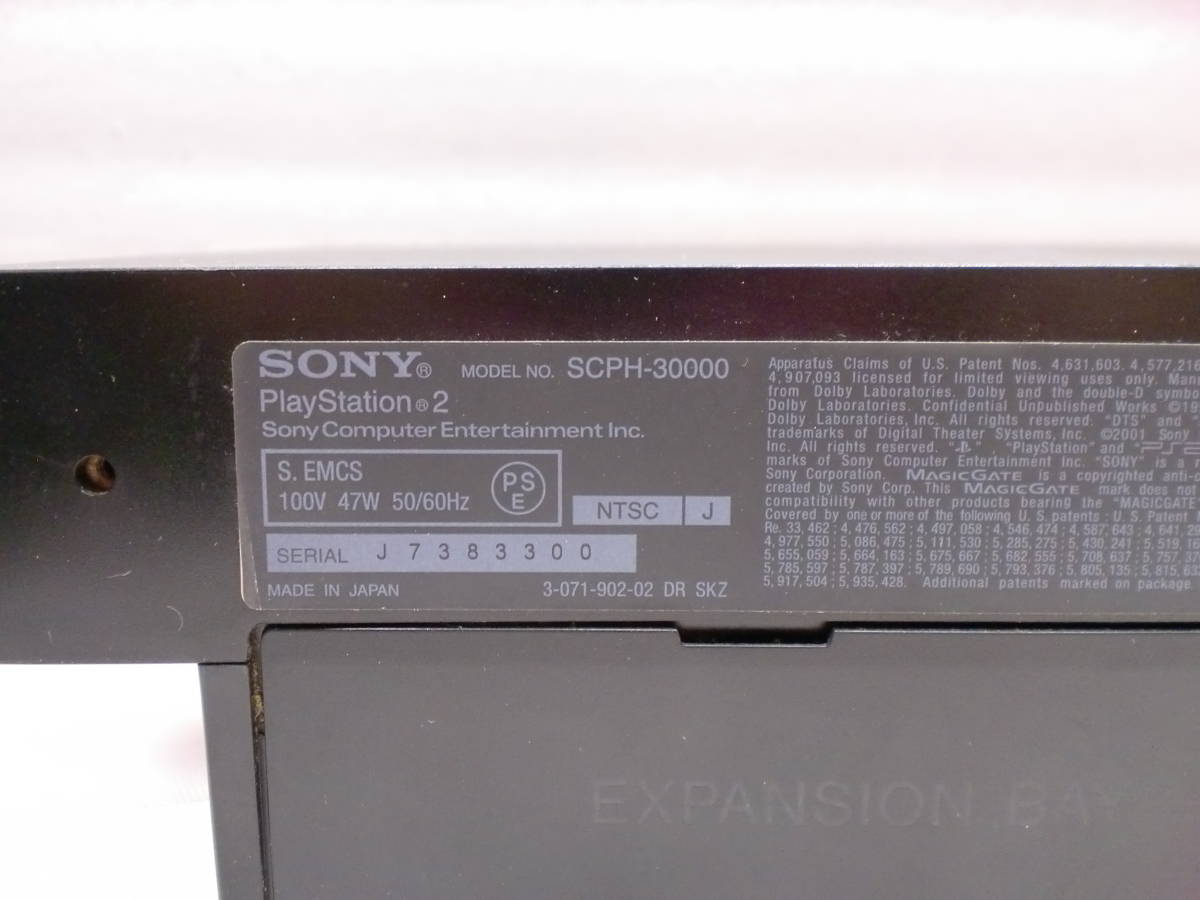 SONY® MODEL NO. SCPH-30000
PlayStation®2
Sony Computer Entertainment Inc.
S. EMCS
100V 47W 50/60Hz
PS
E
NTSC J
SERIAL J7383300
MADE IN JAPAN 3-071-902-02 DR SKZ
Apparatus Claims of U.S. Patent Nos. 4,631,603, 4,577,216
4,907,093 licensed for limited viewing uses only.
from Dolby Laboratories. Dolby and the double-D
Dolby Laboratories. Confidential Unpublished Works
Dolby Laboratories, Inc. All rights reserved. "DTS" and
trademarks of Digital Theater Systems, Inc. ©2001 Sony
Inc. All rights reserved. "PlayStation" and
marks of Sony Computer Entertainment Inc. "SONY" is a
Sony Corporation. MAGICGATE is a copyrighted
created by Sony Corp. This MAGICGATE mark does not
compatibility with other products bearing the "MAGICGATE
Covered by one or more of the following U.S. patents : U.S. Patent
Re. 33,462 ; 4,476,562 ; 4,497,058 ; 4,546,474 ; 4,587,643 ; 4,641
4,977,550 ; 5,086,475 ; 5,111,530 ; 5,285,275 ; 5,430,241 ; 5,518
5,655,059 ; 5,664,163 ; 5,675,667 ; 5,682,555 ; 5,708,637 ; 5,757
5,785,597 ; 5,787,397 ; 5,789,690 ; 5,793,376 ; 5,805,135 ; 5,815,633
5,917,504 ; 5,935,428. Additional patents marked on package
EXPANSION BAY